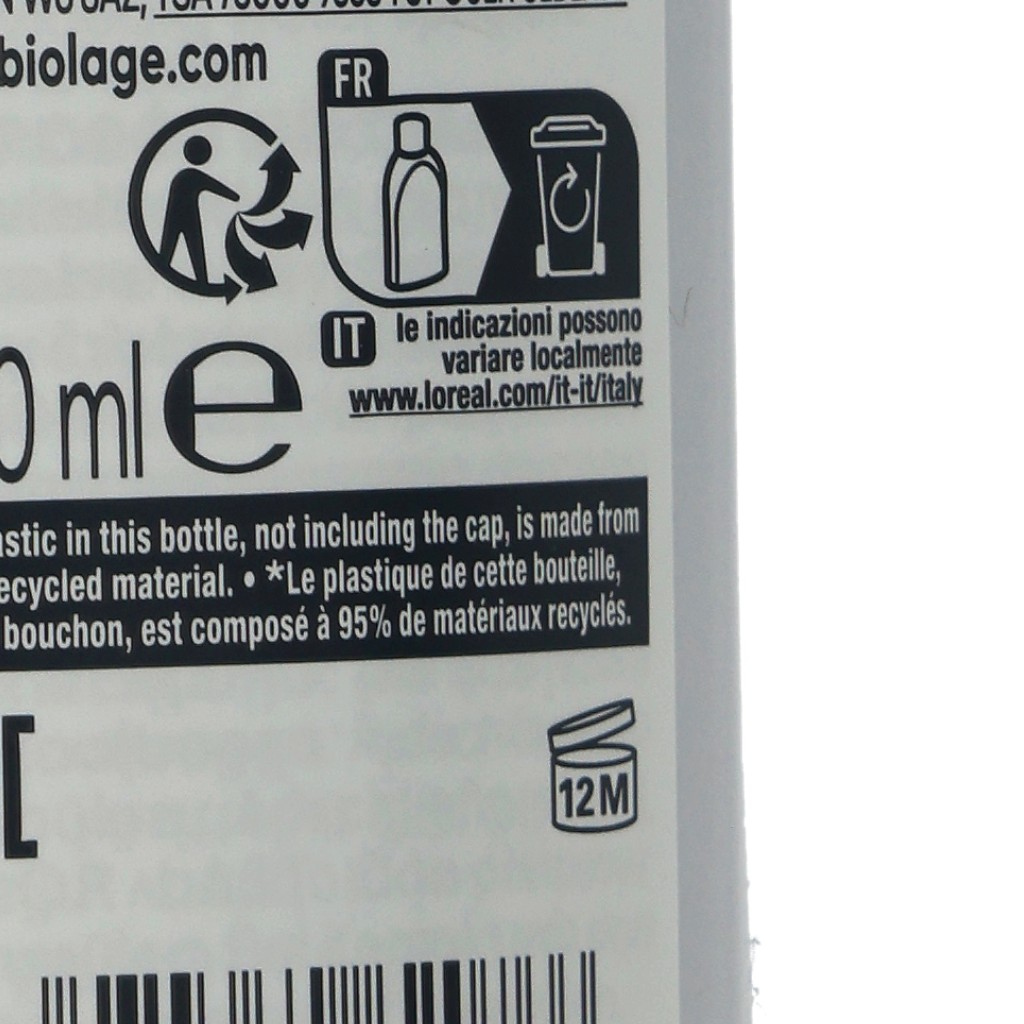 biolage.com
FR
IT le indicazioni possono
variare localmente
www.loreal.com/it-it/italy
ml e
in this bottle, not including the cap, is made from
material. • *Le plastique de cette bouteille,
bouchon, est composé à 95% de matériaux recyclés.
12M